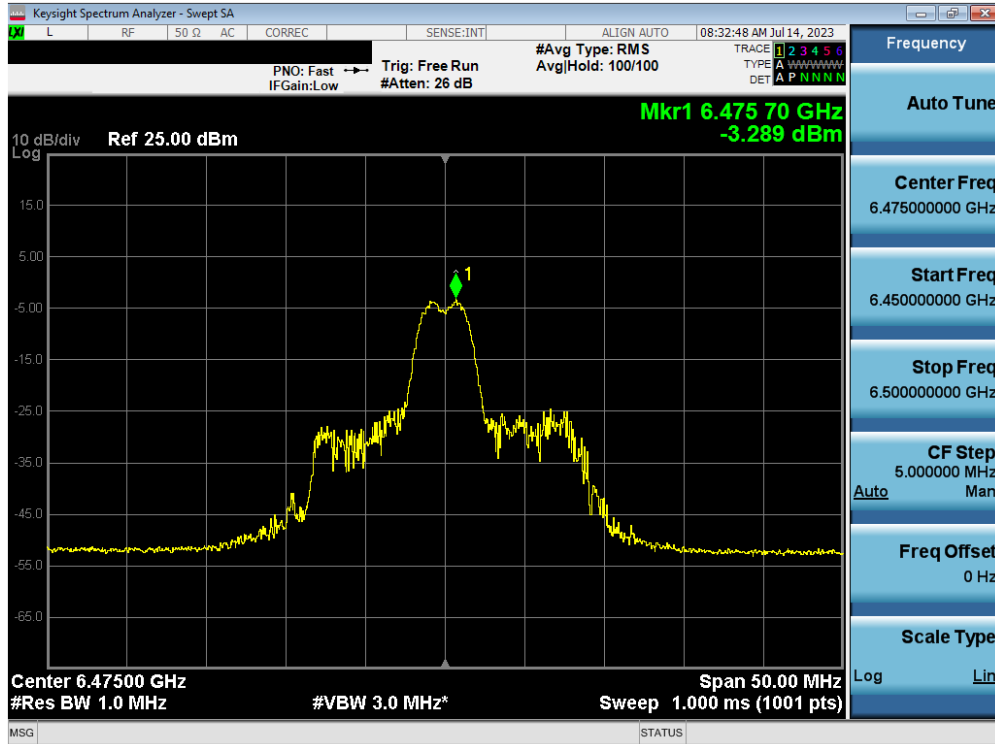 Keysight Spectrum Analyzer - Swept SA
LXI L RF 50 Ω AC CORREC SENSE:INT ALIGN AUTO 08:32:48 AM Jul 14, 2023
PNO: Fast
IFGain:Low
Trig: Free Run
#Atten: 26 dB
#Avg Type: RMS
Avg|Hold: 100/100
TRACE 1 2 3 4 5 6
TYPE A WWWWW
DET A P N N N N
Mkr1 6.475 70 GHz
-3.289 dBm
10 dB/div Ref 25.00 dBm
Log
15.0
5.00
-5.00
-15.0
-25.0
-35.0
-45.0
-55.0
-65.0
1
Center 6.47500 GHz Span 50.00 MHz
#Res BW 1.0 MHz #VBW 3.0 MHz* Sweep 1.000 ms (1001 pts)
MSG STATUS
Frequency
Auto Tune
Center Freq
6.475000000 GHz
Start Freq
6.450000000 GHz
Stop Freq
6.500000000 GHz
CF Step
5.000000 MHz
Auto Man
Freq Offset
0 Hz
Scale Type
Log Lin